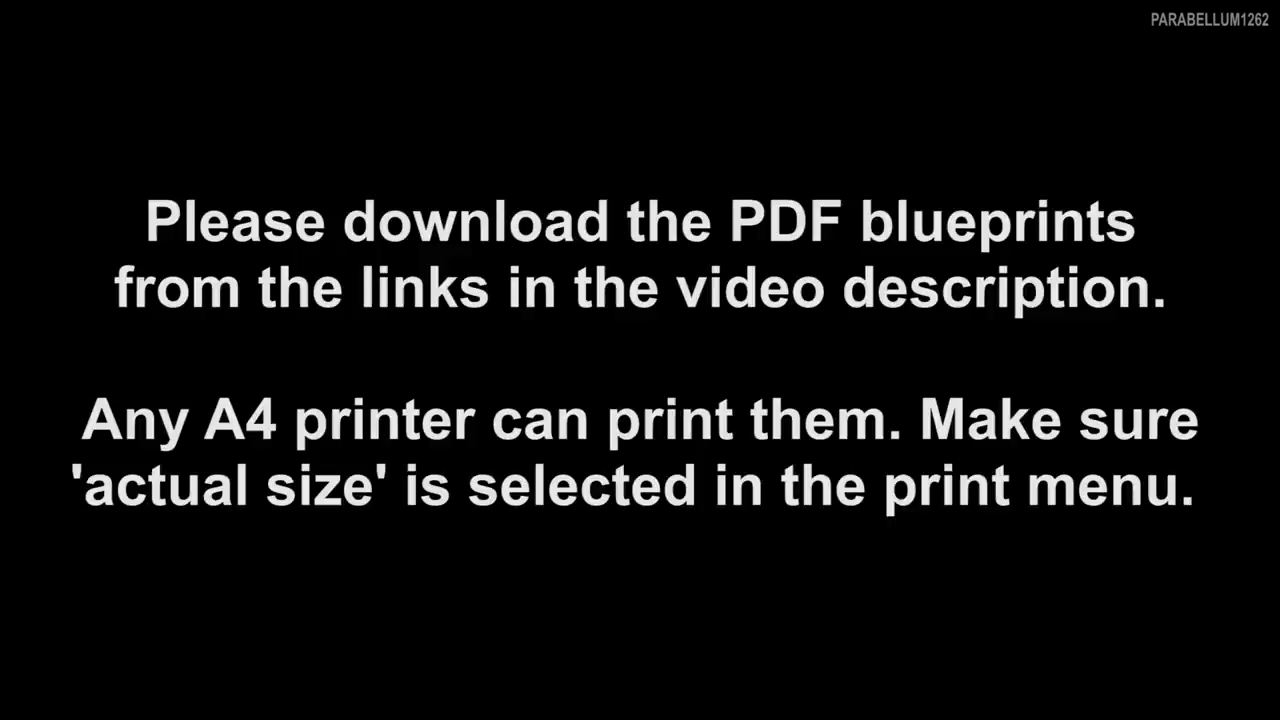 PARABELLUM1262
Please download the PDF blueprints
from the links in the video description.
Any A4 printer can print them. Make sure
'actual size' is selected in the print menu.